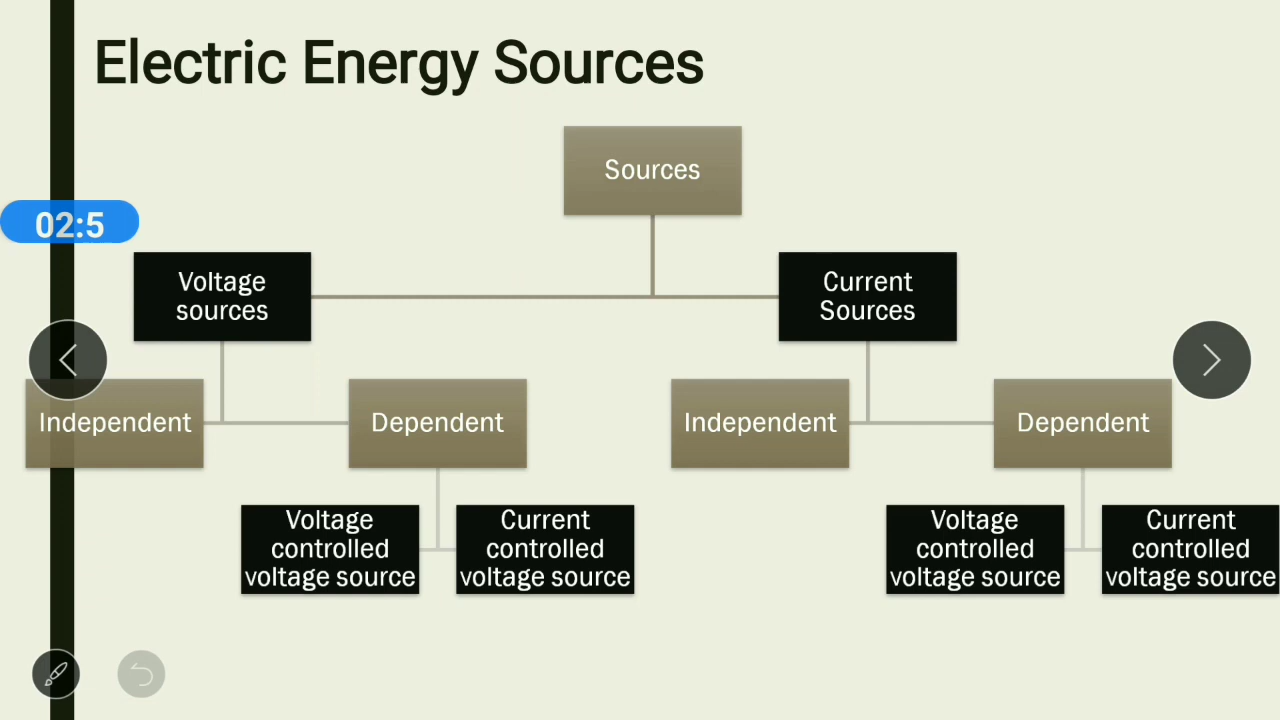 Electric Energy Sources
Sources
02:5
Voltage
sources
Current
Sources
Independent
Dependent
Independent
Dependent
Voltage
controlled
voltage source
Current
controlled
voltage source
Voltage
controlled
voltage source
Current
controlled
voltage source